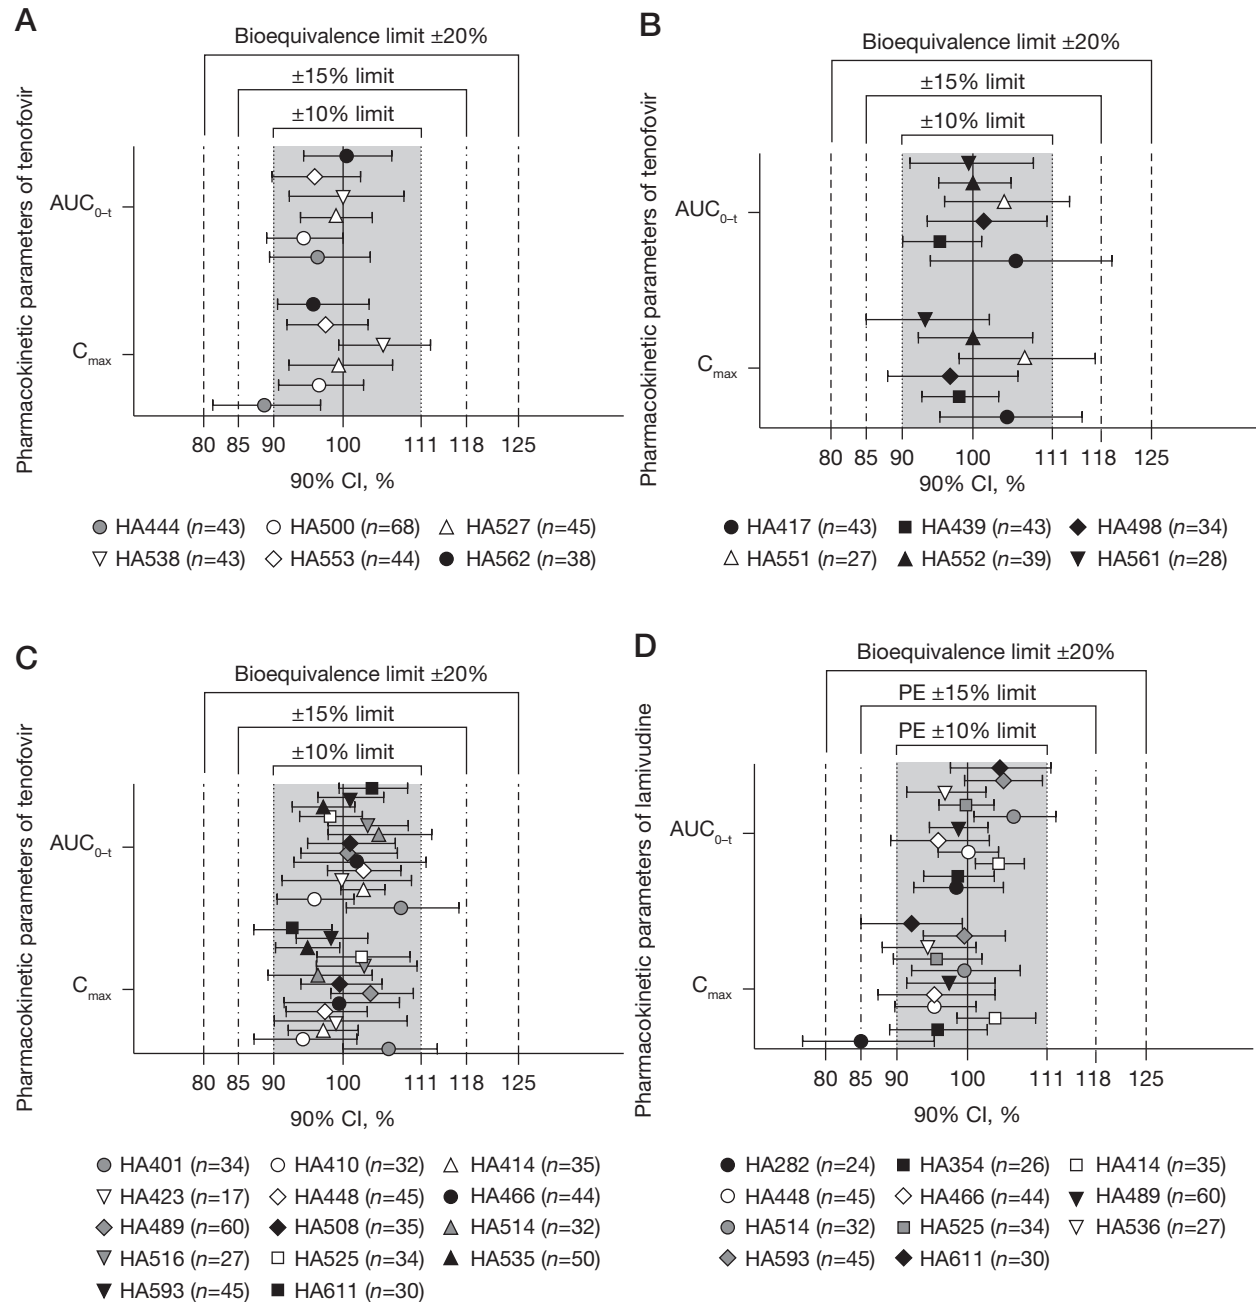 A
Bioequivalence limit ±20%
±15% limit
±10% limit
Pharmacokinetic parameters of tenofovir
AUC0–t
Cmax
80 85 90 100 111 118 125
90% CI, %
HA444 (n=43) HA500 (n=68) HA527 (n=45)
HA538 (n=43) HA553 (n=44) HA562 (n=38)
B
Bioequivalence limit ±20%
±15% limit
±10% limit
Pharmacokinetic parameters of tenofovir
AUC0–t
Cmax
80 85 90 100 111 118 125
90% CI, %
HA417 (n=43) HA439 (n=43) HA498 (n=34)
HA551 (n=27) HA552 (n=39) HA561 (n=28)
C
Bioequivalence limit ±20%
±15% limit
±10% limit
Pharmacokinetic parameters of tenofovir
AUC0–t
Cmax
80 85 90 100 111 118 125
90% CI, %
HA401 (n=34) HA410 (n=32) HA414 (n=35)
HA423 (n=17) HA448 (n=45) HA466 (n=44)
HA489 (n=60) HA508 (n=35) HA514 (n=32)
HA516 (n=27) HA525 (n=34) HA535 (n=50)
HA593 (n=45) HA611 (n=30)
D
Bioequivalence limit ±20%
PE ±15% limit
PE ±10% limit
Pharmacokinetic parameters of lamivudine
AUC0–t
Cmax
80 85 90 100 111 118 125
90% CI, %
HA282 (n=24) HA354 (n=26) HA414 (n=35)
HA448 (n=45) HA466 (n=44) HA489 (n=60)
HA514 (n=32) HA525 (n=34) HA536 (n=27)
HA593 (n=45) HA611 (n=30)